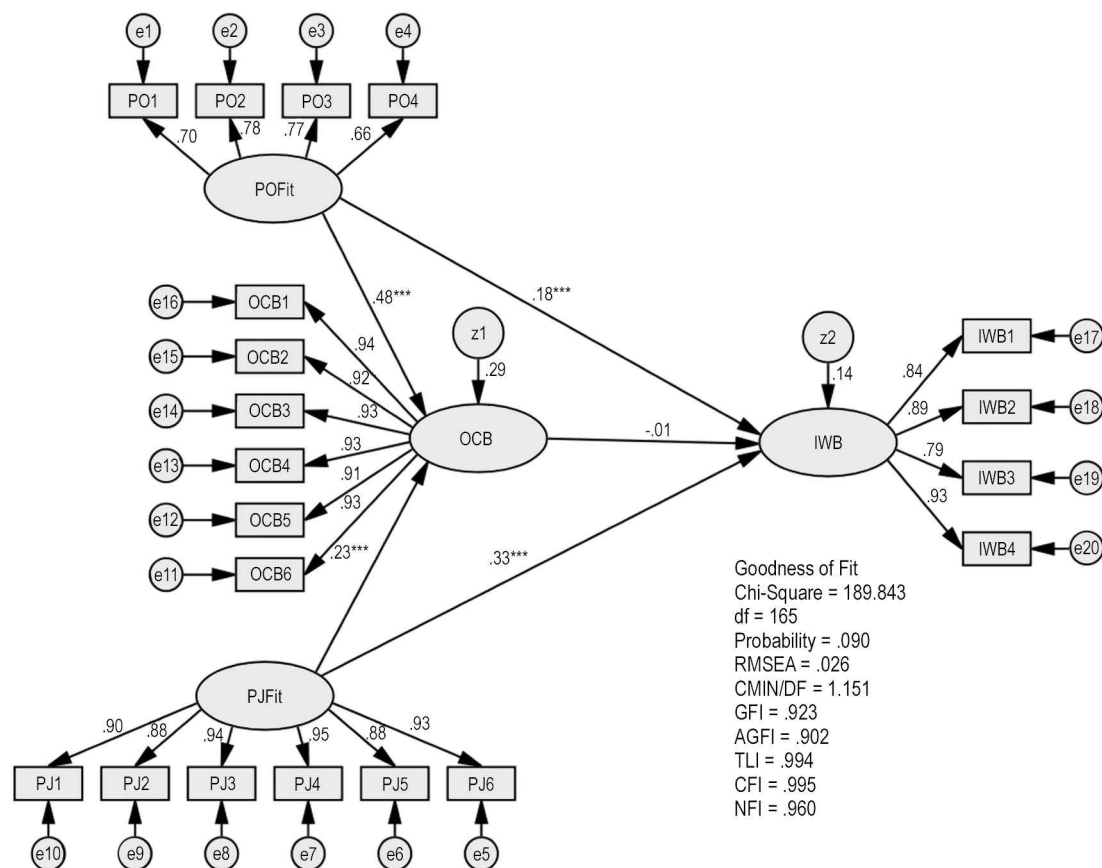 e1 e2 e3 e4
PO1 PO2 PO3 PO4
.70 .78 .77 .66
POFit
.48*** .18***
e16 OCB1
e15 OCB2
e14 OCB3
e13 OCB4
e12 OCB5
e11 OCB6
.94
.92
.93
.93
.91
.93
z1
.29
OCB
-.01
z2
.14
IWB
.84
.89
.79
.93
IWB1 e17
IWB2 e18
IWB3 e19
IWB4 e20
.23*** .33***
PJFit
.90 .88 .94 .95 .88 .93
PJ1 PJ2 PJ3 PJ4 PJ5 PJ6
e10 e9 e8 e7 e6 e5
Goodness of Fit
Chi-Square = 189.843
df = 165
Probability = .090
RMSEA = .026
CMIN/DF = 1.151
GFI = .923
AGFI = .902
TLI = .994
CFI = .995
NFI = .960